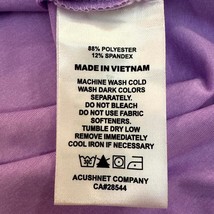 88% POLYESTER
12% SPANDEX
MADE IN VIETNAM
MACHINE WASH COLD
WASH DARK COLORS
SEPARATELY.
DO NOT BLEACH
DO NOT USE FABRIC
SOFTENERS.
TUMBLE DRY LOW
REMOVE IMMEDIATELY
COOL IRON IF NECESSARY
ACUSHNET COMPANY
CA#28544